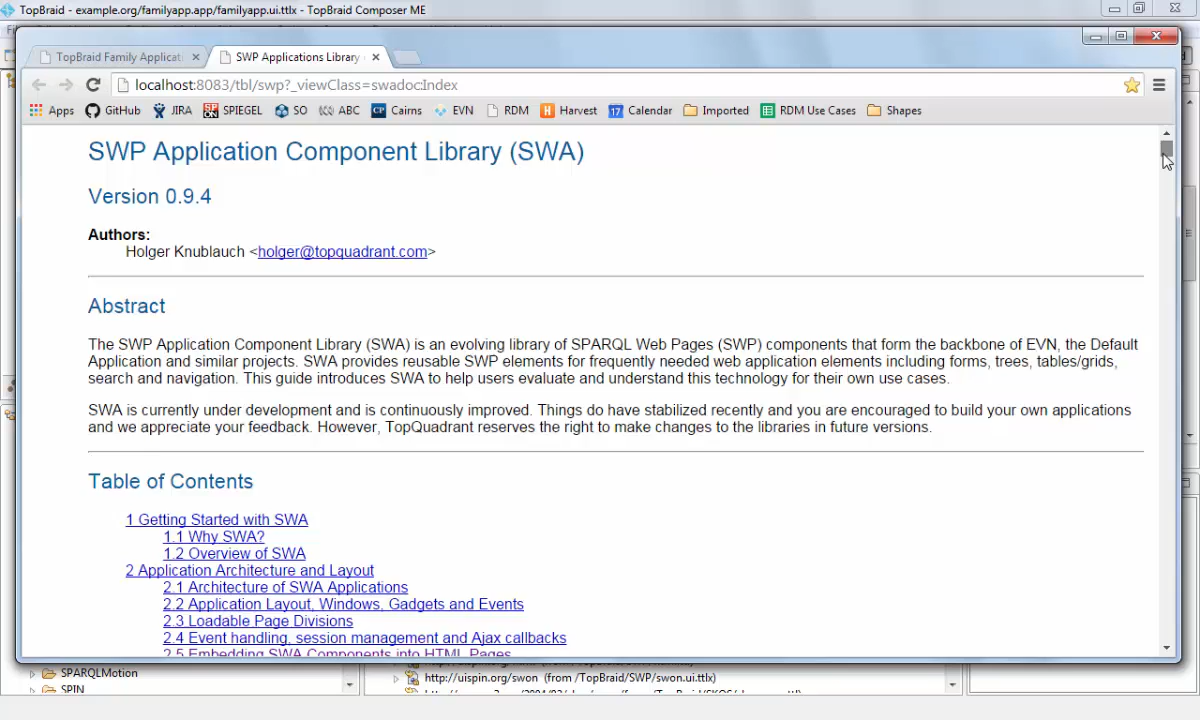 TopBraid - example.org/familyapp.app/familyapp.ui.ttlx - TopBraid Composer ME
TopBraid Family Applicat
SWP Applications Library
localhost:8083/tbl/swp?_viewClass=swadocIndex
Apps GitHub JIRA SPIEGEL SO ABC Cairns EVN RDM Harvest Calendar Imported RDM Use Cases Shapes
SWP Application Component Library (SWA)
Version 0.9.4
Authors:
Holger Knublauch <holger@topquadrant.com>
Abstract
The SWP Application Component Library (SWA) is an evolving library of SPARQL Web Pages (SWP) components that form the backbone of EVN, the Default
Application and similar projects. SWA provides reusable SWP elements for frequently needed web application elements including forms, trees, tables/grids,
search and navigation. This guide introduces SWA to help users evaluate and understand this technology for their own use cases.
SWA is currently under development and is continuously improved. Things do have stabilized recently and you are encouraged to build your own applications
and we appreciate your feedback. However, TopQuadrant reserves the right to make changes to the libraries in future versions.
Table of Contents
1 Getting Started with SWA
1.1 Why SWA?
1.2 Overview of SWA
2 Application Architecture and Layout
2.1 Architecture of SWA Applications
2.2 Application Layout, Windows, Gadgets and Events
2.3 Loadable Page Divisions
2.4 Event handling, session management and Ajax callbacks
2.5 Embedding SWA Components into HTML Pages
SPARQLMotion
SPIN
http://uispin.org/swon (from /TopBraid/SWP/swon.ui.ttlx)